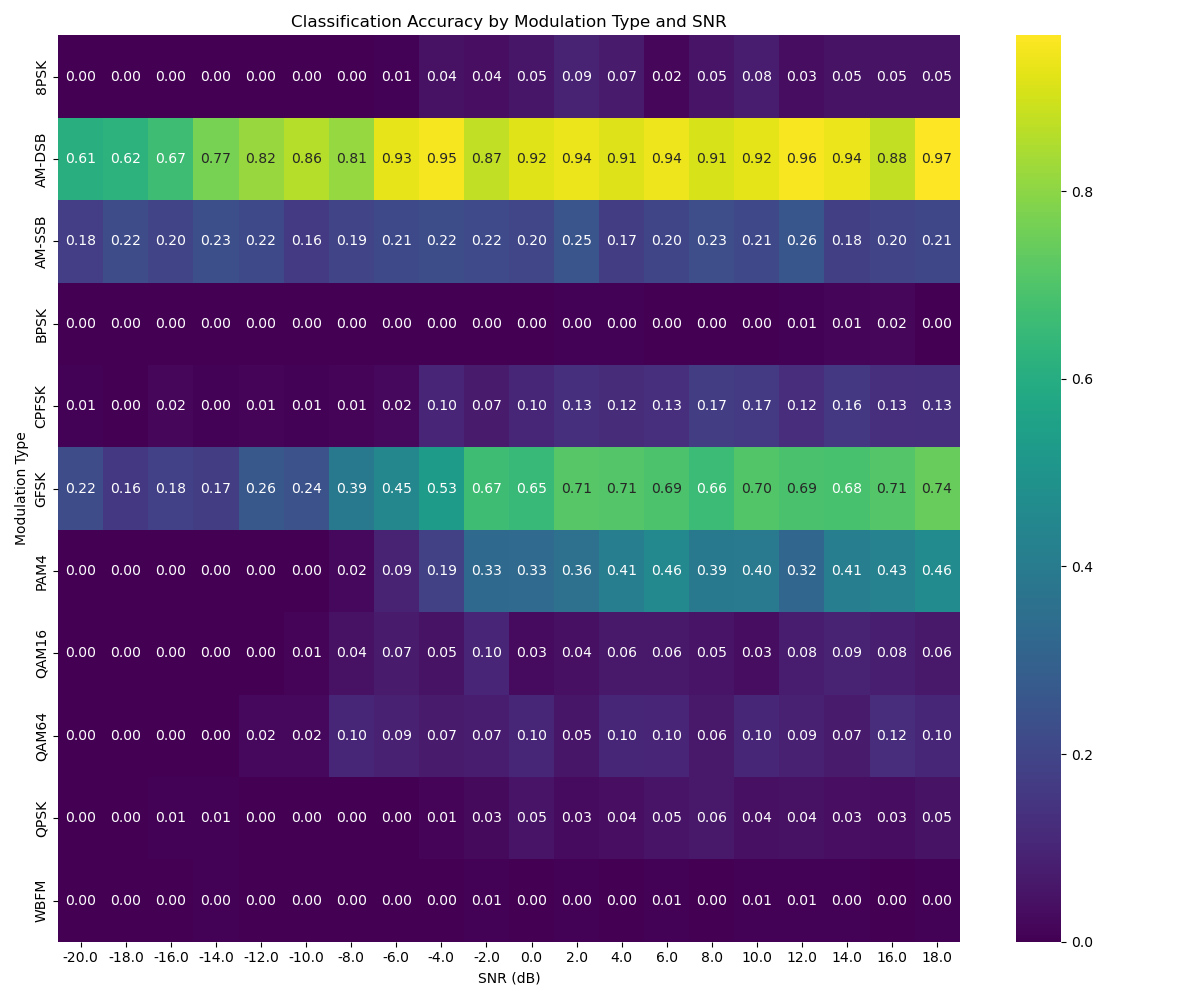 Classification Accuracy by Modulation Type and SNR
8PSK 0.00 0.00 0.00 0.00 0.00 0.00 0.00 0.01 0.04 0.04 0.05 0.09 0.07 0.02 0.05 0.08 0.03 0.05 0.05 0.05
AM-DSB 0.61 0.62 0.67 0.77 0.82 0.86 0.81 0.93 0.95 0.87 0.92 0.94 0.91 0.94 0.91 0.92 0.96 0.94 0.88 0.97
0.8
AM-SSB 0.18 0.22 0.20 0.23 0.22 0.16 0.19 0.21 0.22 0.22 0.20 0.25 0.17 0.20 0.23 0.21 0.26 0.18 0.20 0.21
BPSK 0.00 0.00 0.00 0.00 0.00 0.00 0.00 0.00 0.00 0.00 0.00 0.00 0.00 0.00 0.00 0.00 0.01 0.01 0.02 0.00
0.6
CPFSK 0.01 0.00 0.02 0.00 0.01 0.01 0.01 0.02 0.10 0.07 0.10 0.13 0.12 0.13 0.17 0.17 0.12 0.16 0.13 0.13
Modulation Type
GFSK 0.22 0.16 0.18 0.17 0.26 0.24 0.39 0.45 0.53 0.67 0.65 0.71 0.71 0.69 0.66 0.70 0.69 0.68 0.71 0.74
0.4
PAM4 0.00 0.00 0.00 0.00 0.00 0.00 0.02 0.09 0.19 0.33 0.33 0.36 0.41 0.46 0.39 0.40 0.32 0.41 0.43 0.46
QAM16 0.00 0.00 0.00 0.00 0.00 0.01 0.04 0.07 0.05 0.10 0.03 0.04 0.06 0.06 0.05 0.03 0.08 0.09 0.08 0.06
QAM64 0.00 0.00 0.00 0.00 0.02 0.02 0.10 0.09 0.07 0.07 0.10 0.05 0.10 0.10 0.06 0.10 0.09 0.07 0.12 0.10
0.2
QPSK 0.00 0.00 0.01 0.01 0.00 0.00 0.00 0.00 0.01 0.03 0.05 0.03 0.04 0.05 0.06 0.04 0.04 0.03 0.03 0.05
WBFM 0.00 0.00 0.00 0.00 0.00 0.00 0.00 0.00 0.00 0.01 0.00 0.00 0.00 0.01 0.00 0.01 0.01 0.00 0.00 0.00
0.0
-20.0 -18.0 -16.0 -14.0 -12.0 -10.0 -8.0 -6.0 -4.0 -2.0 0.0 2.0 4.0 6.0 8.0 10.0 12.0 14.0 16.0 18.0
SNR (dB)